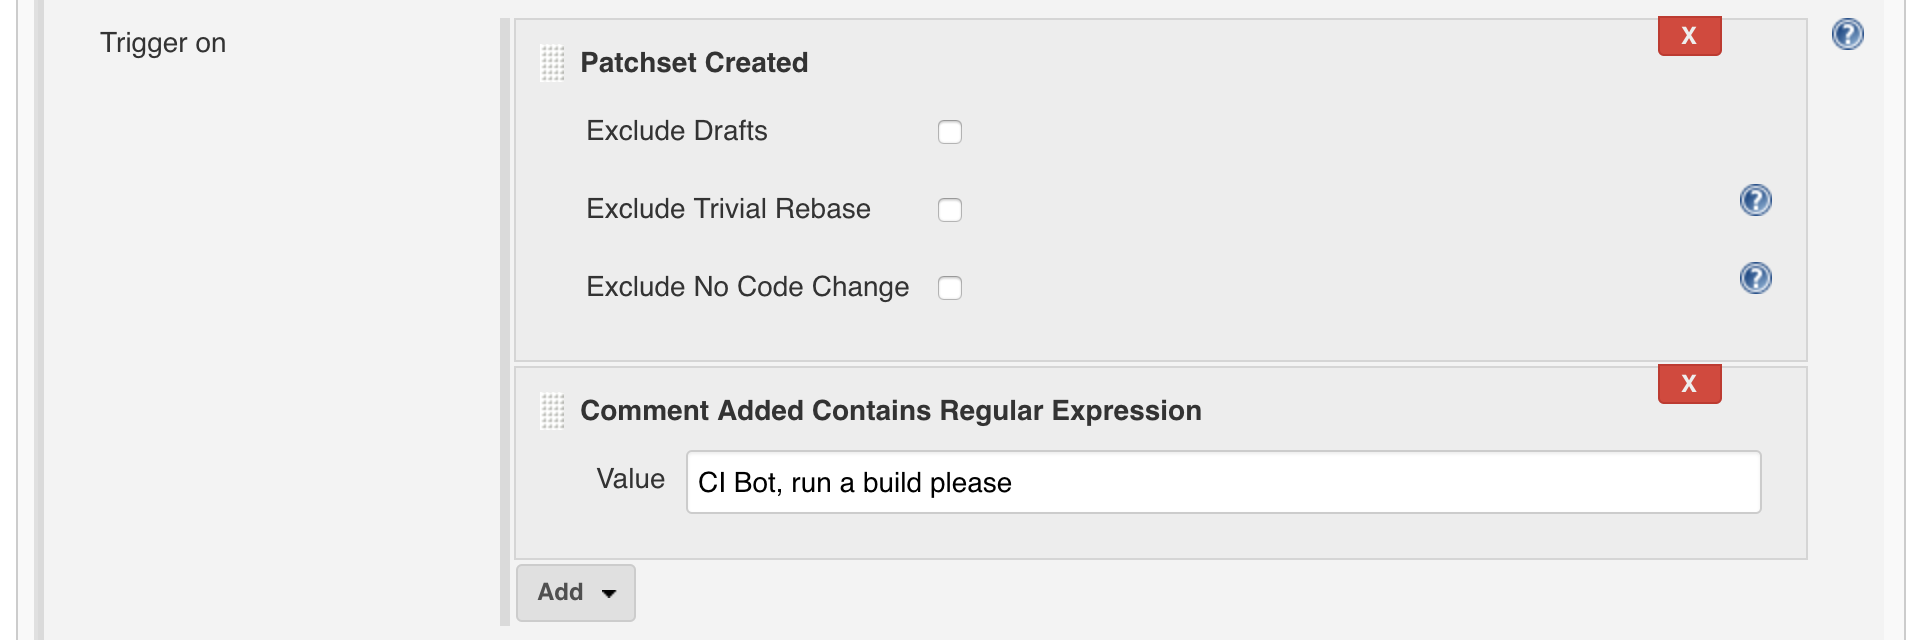 Trigger on
X
?
Patchset Created
Exclude Drafts
Exclude Trivial Rebase
?
Exclude No Code Change
?
X
Comment Added Contains Regular Expression
Value
CI Bot, run a build please
Add